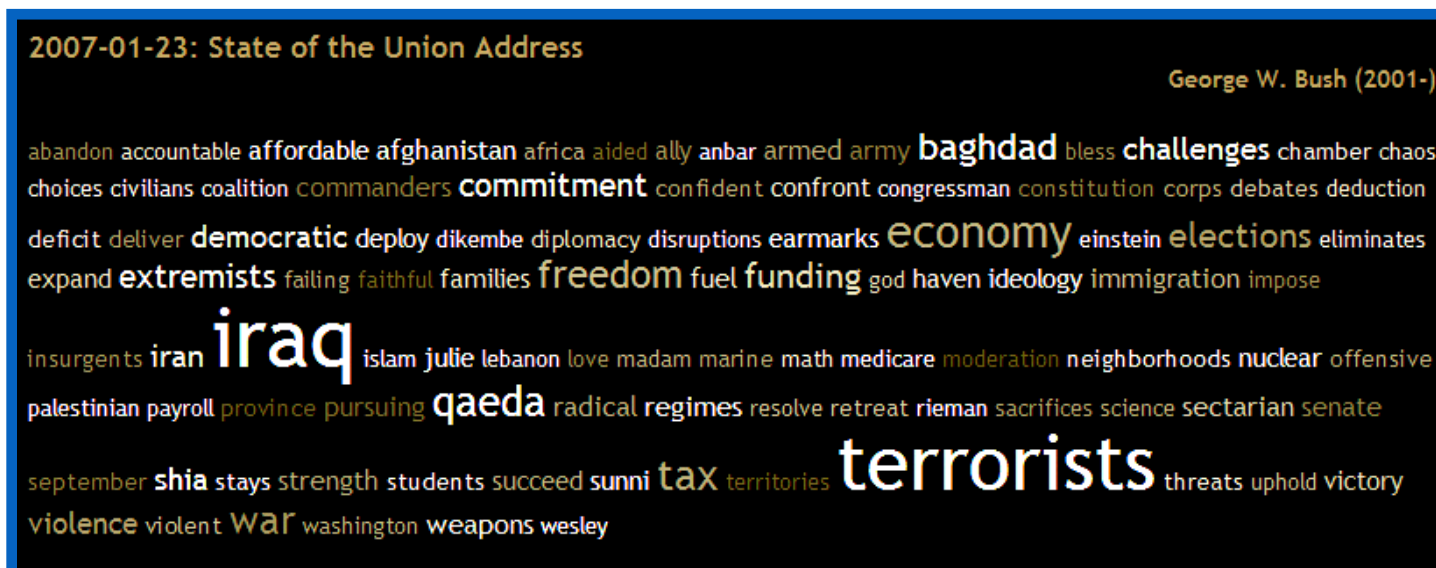 2007-01-23: State of the Union Address
George W. Bush (2001-)
abandon accountable affordable afghanistan africa aided ally anbar armed army baghdad bless challenges chamber chaos
choices civilians coalition commanders commitment confident confront congressman constitution corps debates deduction
deficit deliver democratic deploy dikembe diplomacy disruptions earmarks economy einstein elections eliminates
expand extremists failing faithful families freedom fuel funding god haven ideology immigration impose
insurgents iran iraq islam julie lebanon love madam marine math medicare moderation neighborhoods nuclear offensive
palestinian payroll province pursuing qaeda radical regimes resolve retreat rieman sacrifices science sectarian senate
september shia stays strength students succeed sunni tax territories terrorists threats uphold victory
violence violent war washington weapons wesley